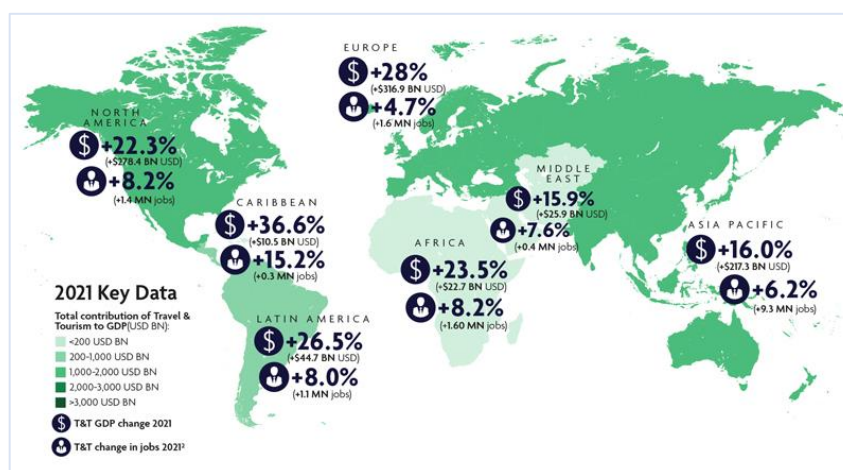 EUROPE
+28%
(+$316.9 BN USD)
+4.7%
(+1.6 MN jobs)
NORTH
AMERICA
+22.3%
(+$278.4 BN USD)
+8.2%
(+1.4 MN jobs)
CARIBBEAN
+36.6%
(+$10.5 BN USD)
+15.2%
(+0.3 MN jobs)
MIDDLE
EAST
+15.9%
(+$25.9 BN USD)
+7.6%
(+0.4 MN jobs)
AFRICA
+23.5%
(+$22.7 BN USD)
+8.2%
(+1.60 MN jobs)
ASIA PACIFIC
+16.0%
(+$217.3 BN USD)
+6.2%
(+9.3 MN jobs)
LATIN AMERICA
+26.5%
(+$44.7 BN USD)
+8.0%
(+1.1 MN jobs)
2021 Key Data
Total contribution of Travel &
Tourism to GDP(USD BN):
<200 USD BN
200-1,000 USD BN
1,000-2,000 USD BN
2,000-3,000 USD BN
>3,000 USD BN
$ T&T GDP change 2021
T&T change in jobs 2021²